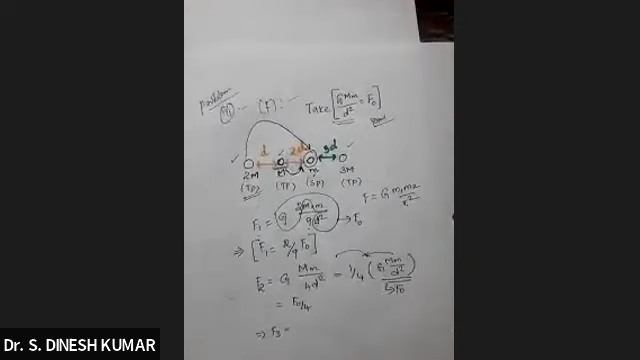 Problem
Q1 :- (F) :- Take [G Mm/d² = F₀]
d 2d 3d
2M M m 3M
(TP) (TP) (SP) (TP)
F = G m₁m₂/r²
F₁ = G 2Mm/9d² → F₀
⇒ [F₁ = 2/9 F₀]
F₂ = G Mm/4d² = 1/4 (G Mm/d²)
↳ F₀
= F₀/4
⇒ F₃ =
Dr. S. DINESH KUMAR